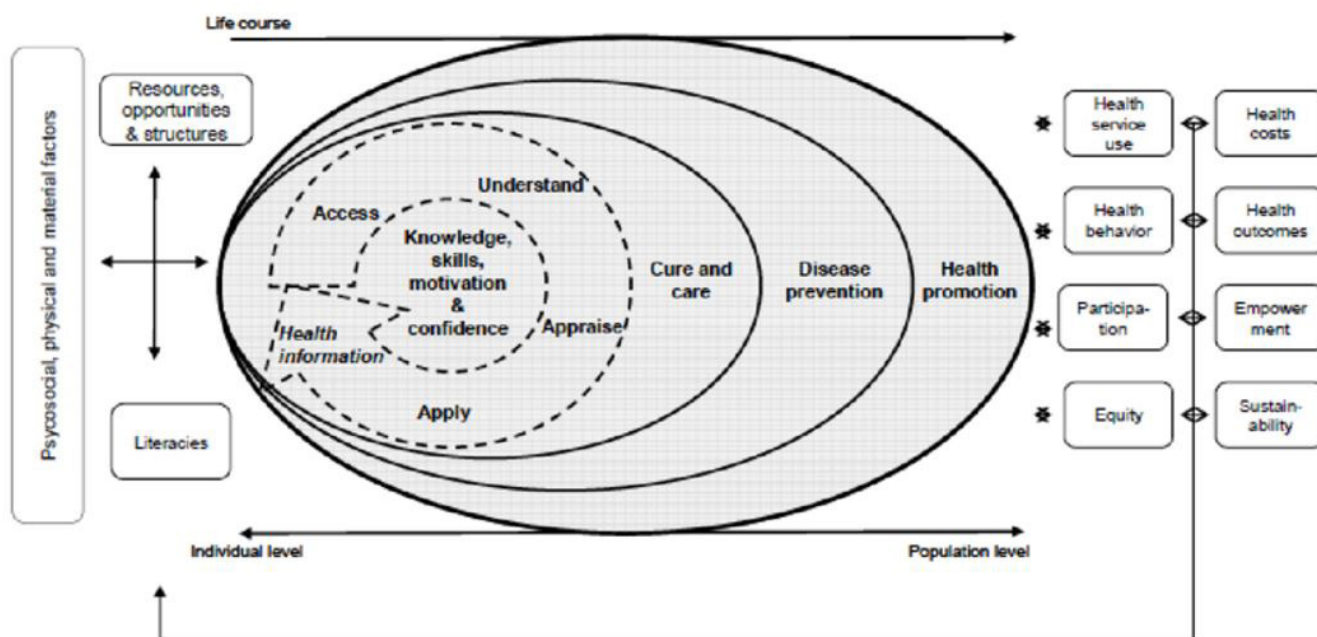 Life course
Psycosocial, physical and material factors
Resources,
opportunities
& structures
Literacies
Access
Understand
Knowledge,
skills,
motivation
&
confidence
Health
information
Appraise
Apply
Cure and
care
Disease
prevention
Health
promotion
Health
service
use
Health
costs
Health
behavior
Health
outcomes
Participa-
tion
Empower
ment
Equity
Sustain-
ability
Individual level
Population level